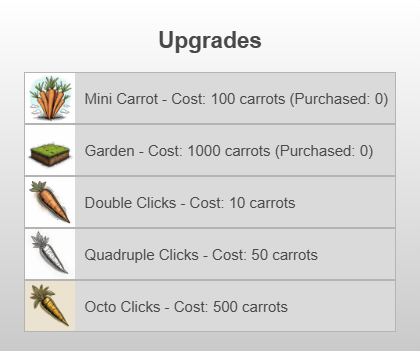 Upgrades
Mini Carrot - Cost: 100 carrots (Purchased: 0)
Garden - Cost: 1000 carrots (Purchased: 0)
Double Clicks - Cost: 10 carrots
Quadruple Clicks - Cost: 50 carrots
Octo Clicks - Cost: 500 carrots